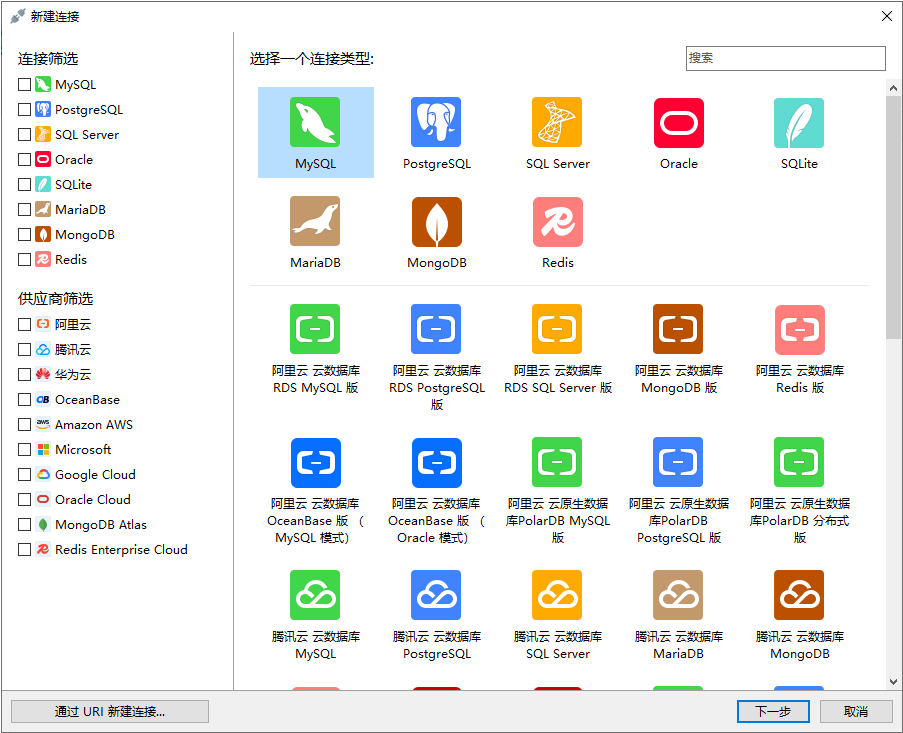 新建连接
连接筛选
MySQL
PostgreSQL
SQL Server
Oracle
SQLite
MariaDB
MongoDB
Redis
供应商筛选
阿里云
腾讯云
华为云
OceanBase
aws
Amazon AWS
Microsoft
Google Cloud
Oracle Cloud
MongoDB Atlas
Redis Enterprise Cloud
选择一个连接类型:
搜索
MySQL
PostgreSQL
SQL Server
Oracle
SQLite
MariaDB
MongoDB
Redis
阿里云 云数据库
RDS MySQL 版
阿里云 云数据库
RDS PostgreSQL
版
阿里云 云数据库
RDS SQL Server 版
阿里云 云数据库
MongoDB 版
阿里云 云数据库
Redis 版
阿里云 云数据库
OceanBase 版 （
MySQL 模式）
阿里云 云数据库
OceanBase 版 （
Oracle 模式）
阿里云 云原生数据
库PolarDB MySQL
版
阿里云 云原生数据
库PolarDB
PostgreSQL 版
阿里云 云原生数据
库PolarDB 分布式
版
腾讯云 云数据库
MySQL
腾讯云 云数据库
PostgreSQL
腾讯云 云数据库
SQL Server
腾讯云 云数据库
MariaDB
腾讯云 云数据库
MongoDB
通过 URI 新建连接...
下一步
取消